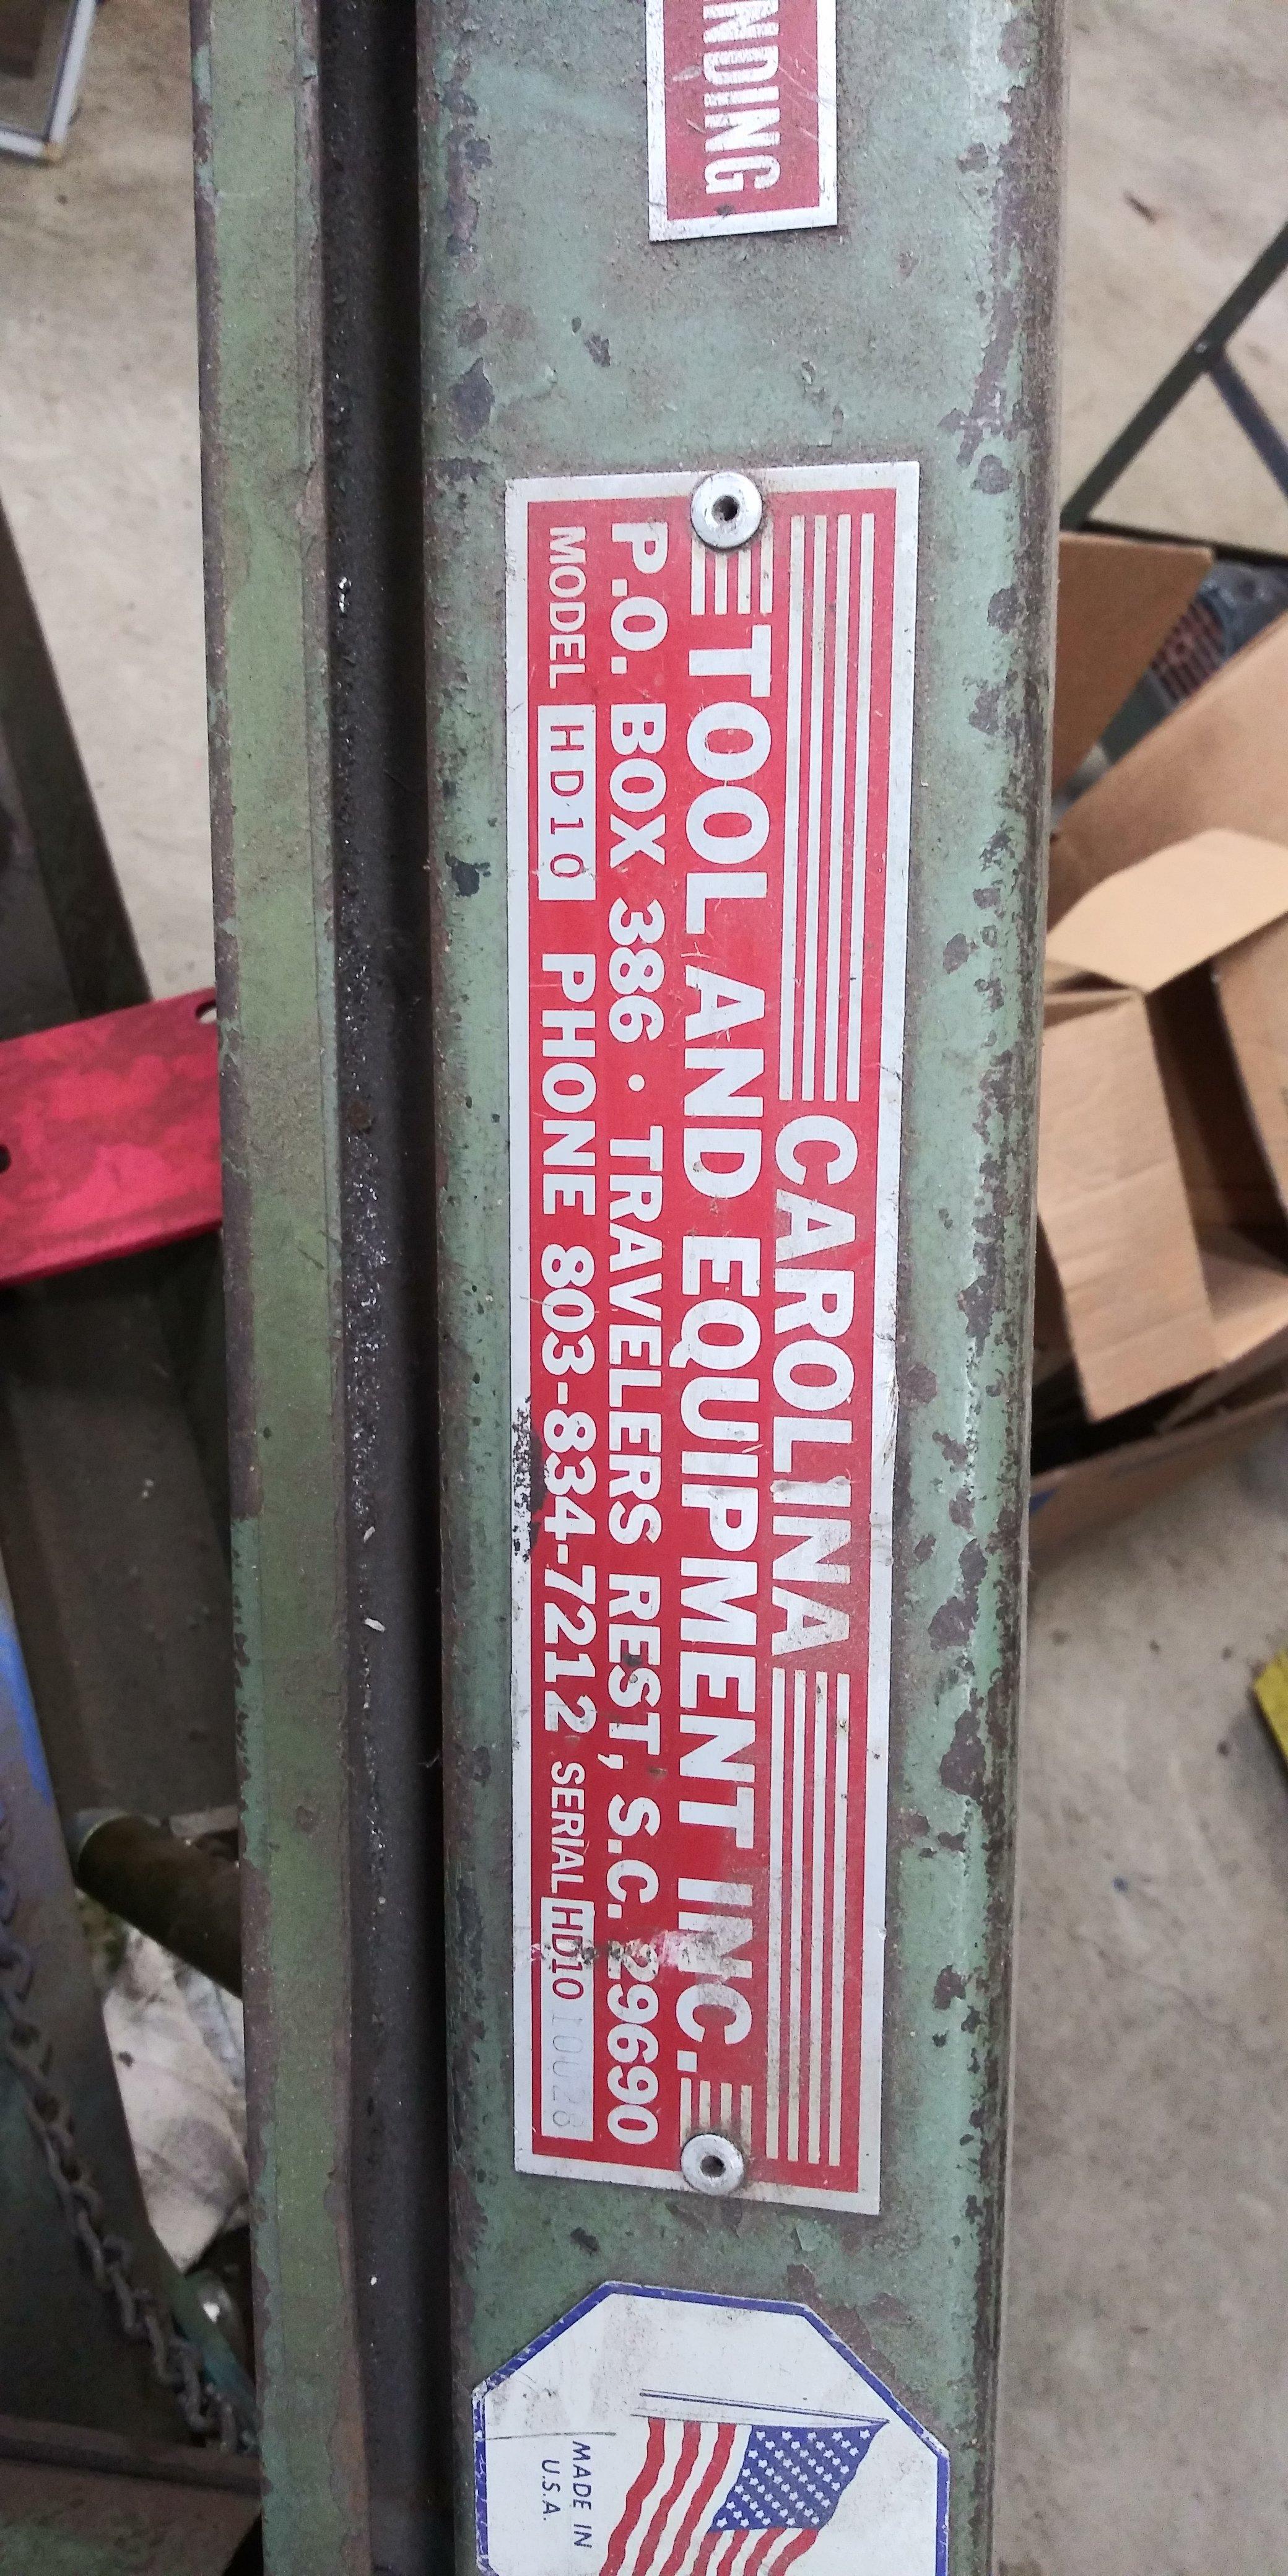 NDING
CAROLINA
TOOL AND EQUIPMENT INC.
P.O. BOX 386 · TRAVELERS REST, S.C. 29690
MODEL HD10 PHONE 803-834-7212 SERIAL HD10
MADE IN
U.S.A.